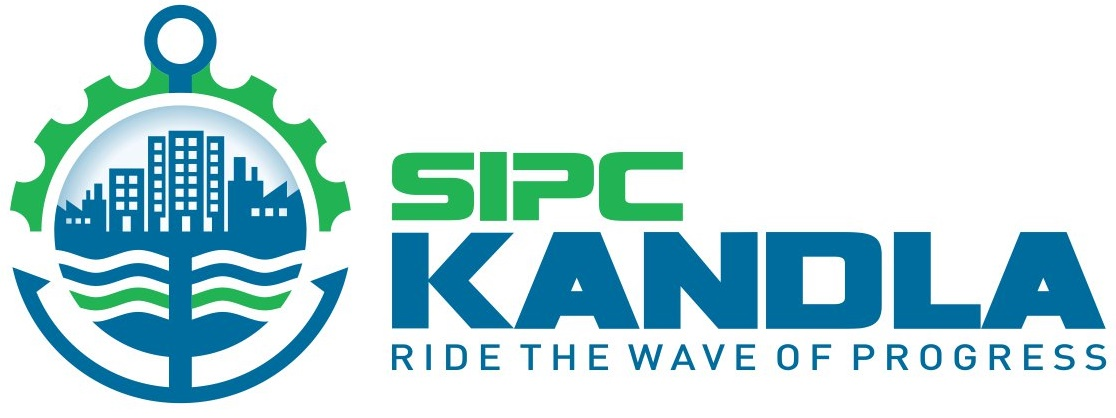 SIPC
KANDLA
RIDE THE WAVE OF PROGRESS